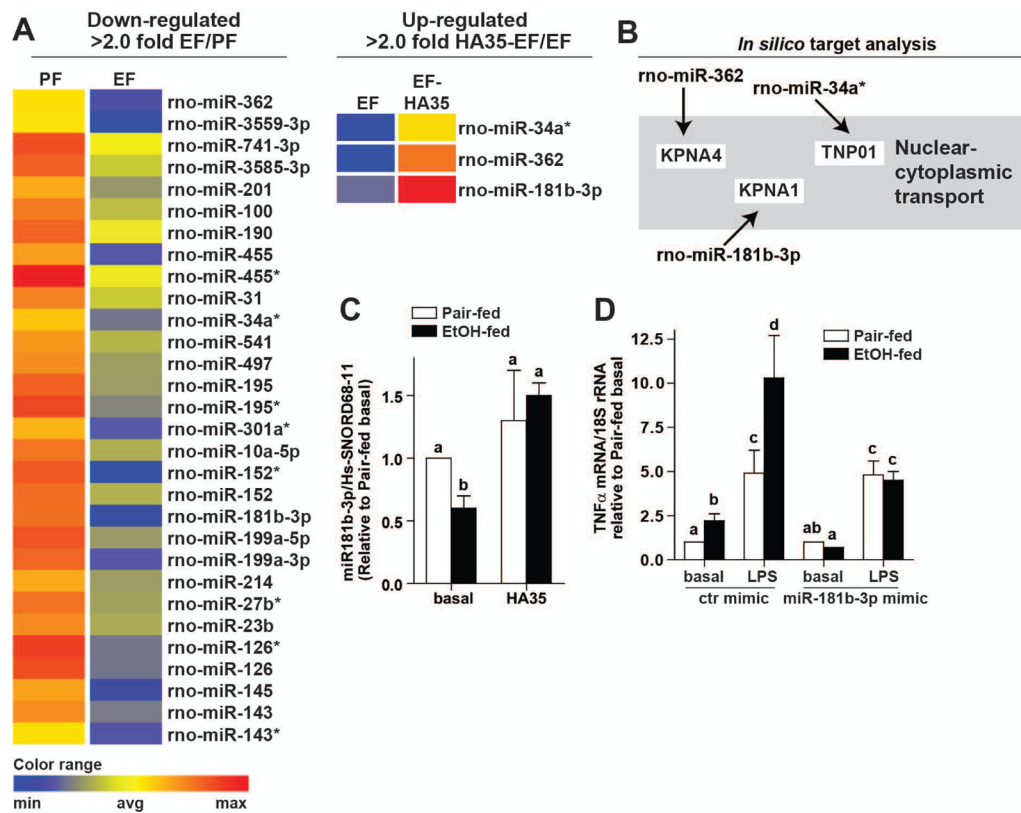 A
Down-regulated
>2.0 fold EF/PF
PF EF
rno-miR-362
rno-miR-3559-3p
rno-miR-741-3p
rno-miR-3585-3p
rno-miR-201
rno-miR-100
rno-miR-190
rno-miR-455
rno-miR-455*
rno-miR-31
rno-miR-34a*
rno-miR-541
rno-miR-497
rno-miR-195
rno-miR-195*
rno-miR-301a*
rno-miR-10a-5p
rno-miR-152*
rno-miR-152
rno-miR-181b-3p
rno-miR-199a-5p
rno-miR-199a-3p
rno-miR-214
rno-miR-27b*
rno-miR-23b
rno-miR-126*
rno-miR-126
rno-miR-145
rno-miR-143
rno-miR-143*
Color range
min avg max
Up-regulated
>2.0 fold HA35-EF/EF
EF EF-
HA35
rno-miR-34a*
rno-miR-362
rno-miR-181b-3p
B
In silico target analysis
rno-miR-362
rno-miR-34a*
KPNA4
TNP01
KPNA1
Nuclear-
cytoplasmic
transport
rno-miR-181b-3p
C
Pair-fed
EtOH-fed
miR181b-3p/Hs-SNORD68-11
(Relative to Pair-fed basal)
1.5
1.0
0.5
0.0
a b a a
basal HA35
D
Pair-fed
EtOH-fed
TNFα mRNA/18S rRNA
relative to Pair-fed basal
12.5
10.0
7.5
5.0
2.5
0.0
a b c d ab a c c
basal LPS basal LPS
ctr mimic miR-181b-3p mimic